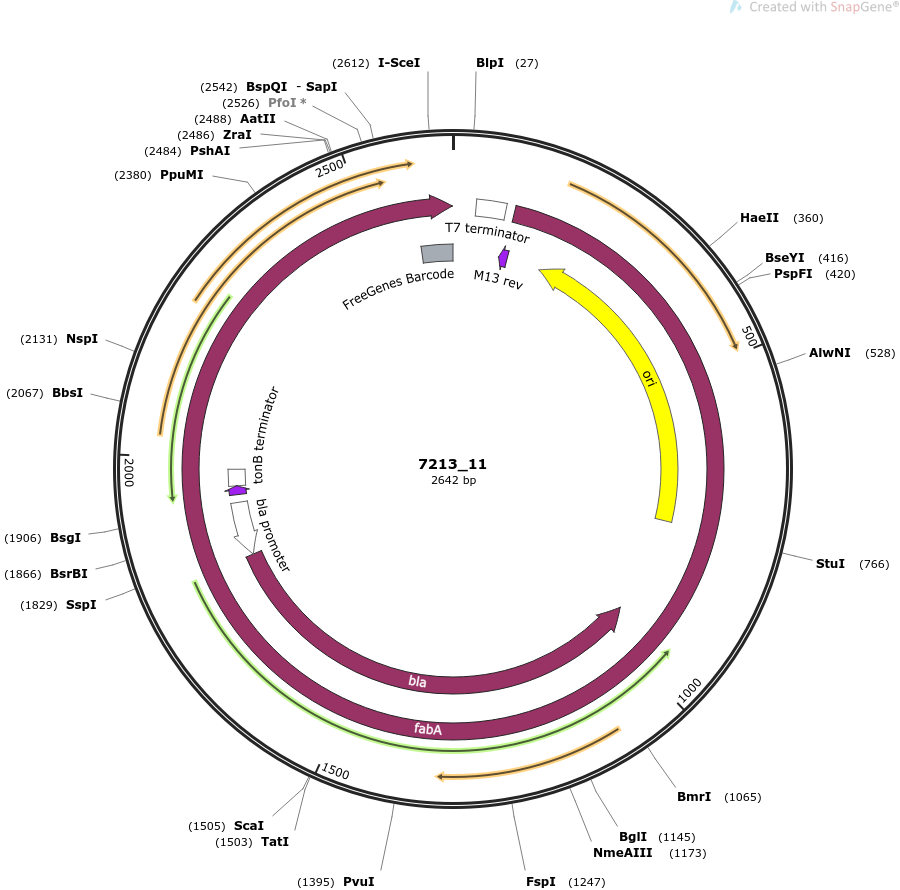 Created with SnapGene®
(2612) I-SceI
BlpI (27)
(2542) BspQI - SapI
(2526) PfoI *
(2488) AatII
(2486) ZraI
(2484) PshAI
(2380) PpuMI
2500
HaeII (360)
BseYI (416)
PspFI (420)
500
AlwNI (528)
T7 terminator
M13 rev
FreeGenes Barcode
ori
(2131) NspI
(2067) BbsI
2000
tonB terminator
bla promoter
7213_11
2642 bp
(1906) BsgI
(1866) BsrBI
(1829) SspI
StuI (766)
bla
fabA
1000
1500
BmrI (1065)
BglI (1145)
NmeAIII (1173)
(1505) ScaI
(1503) TatI
(1395) PvuI
FspI (1247)